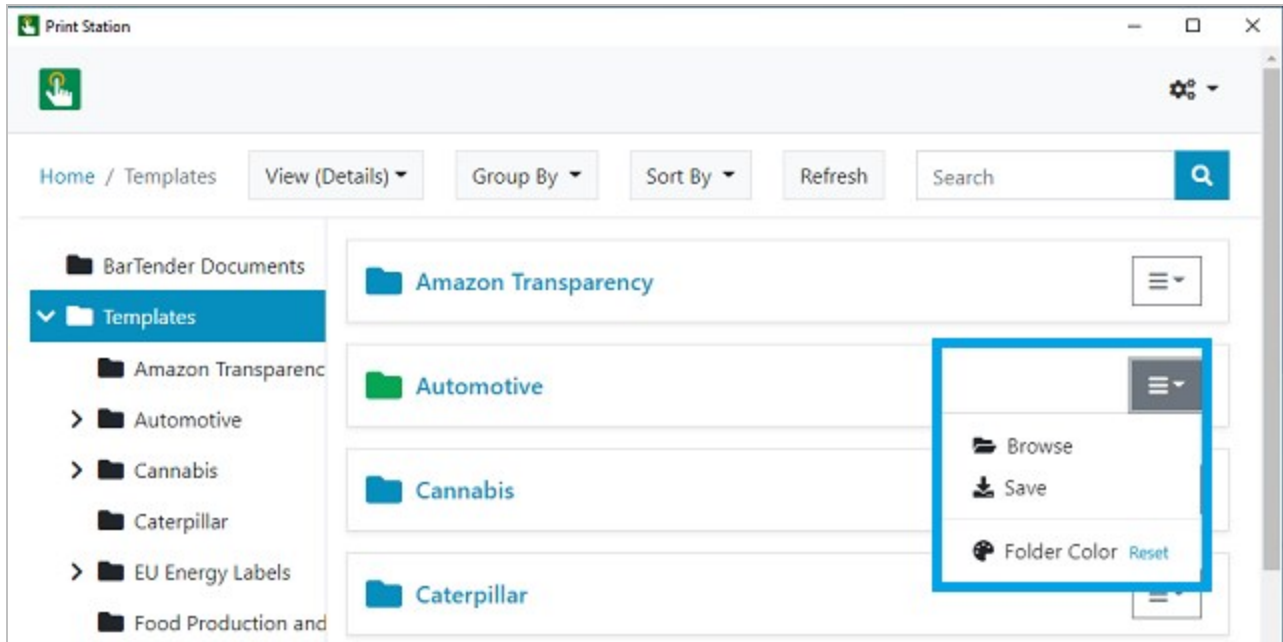 Print Station
Home / Templates
View (Details)
Group By
Sort By
Refresh
Search
BarTender Documents
Templates
Amazon Transparenc
Automotive
Cannabis
Caterpillar
EU Energy Labels
Food Production and
Amazon Transparency
Automotive
Browse
Save
Folder Color Reset
Cannabis
Caterpillar